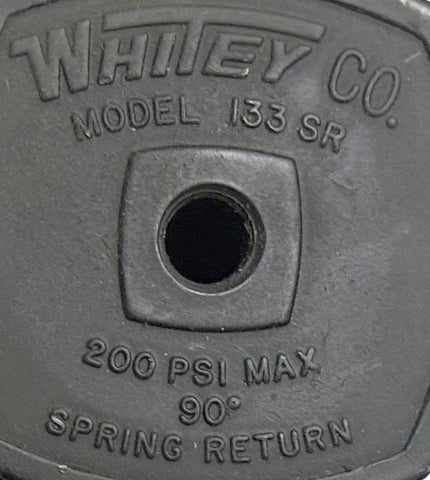 WHITEY CO.
MODEL 133 SR
200 PSI MAX
90°
SPRING RETURN